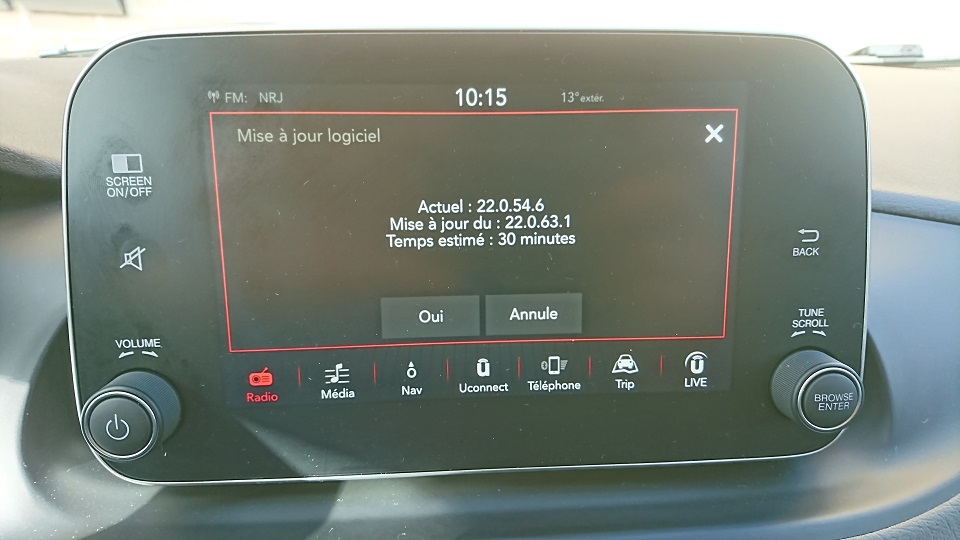 FM: NRJ 10:15 13° extér.
Mise à jour logiciel
SCREEN
ON/OFF
Actuel : 22.0.54.6
Mise à jour du : 22.0.63.1
Temps estimé : 30 minutes
BACK
Oui Annule
TUNE
SCROLL
VOLUME
Radio Média Nav Uconnect Téléphone Trip LIVE
BROWSE
ENTER